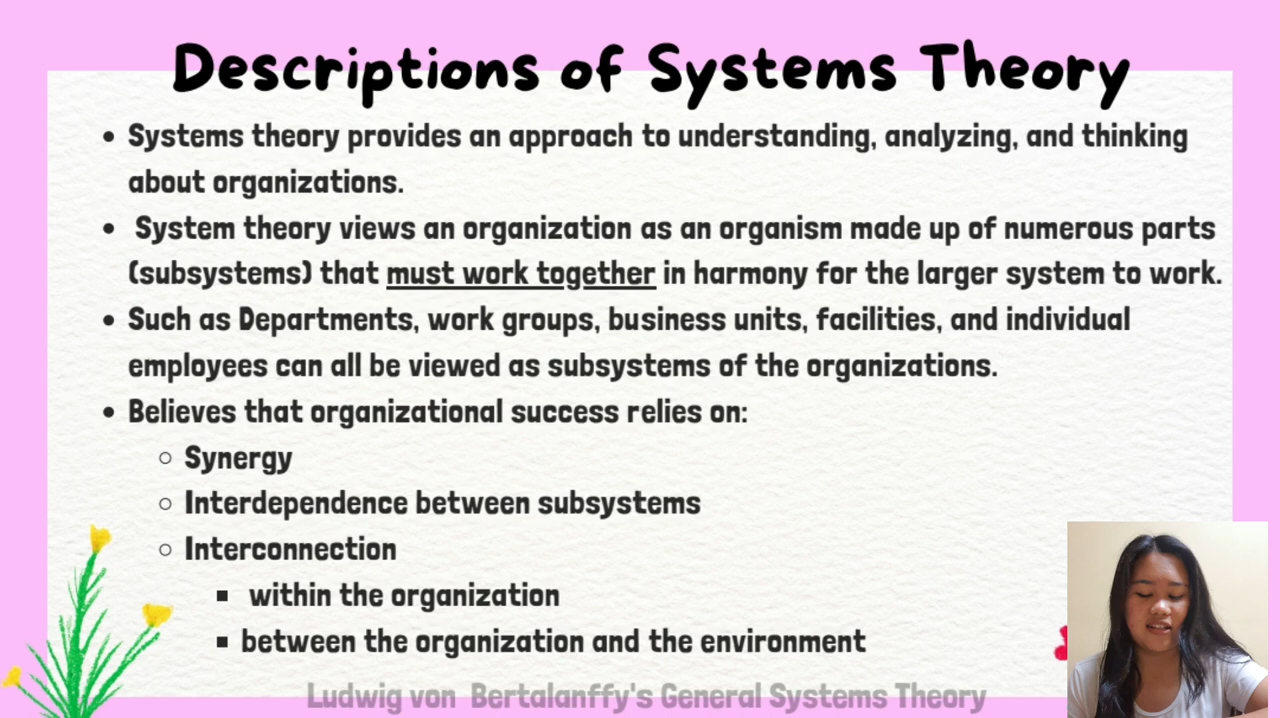 Descriptions of Systems Theory
• Systems theory provides an approach to understanding, analyzing, and thinking
about organizations.
• System theory views an organization as an organism made up of numerous parts
(subsystems) that must work together in harmony for the larger system to work.
• Such as Departments, work groups, business units, facilities, and individual
employees can all be viewed as subsystems of the organizations.
• Believes that organizational success relies on:
○ Synergy
○ Interdependence between subsystems
○ Interconnection
▪ within the organization
▪ between the organization and the environment
Ludwig von Bertalanffy's General Systems Theory